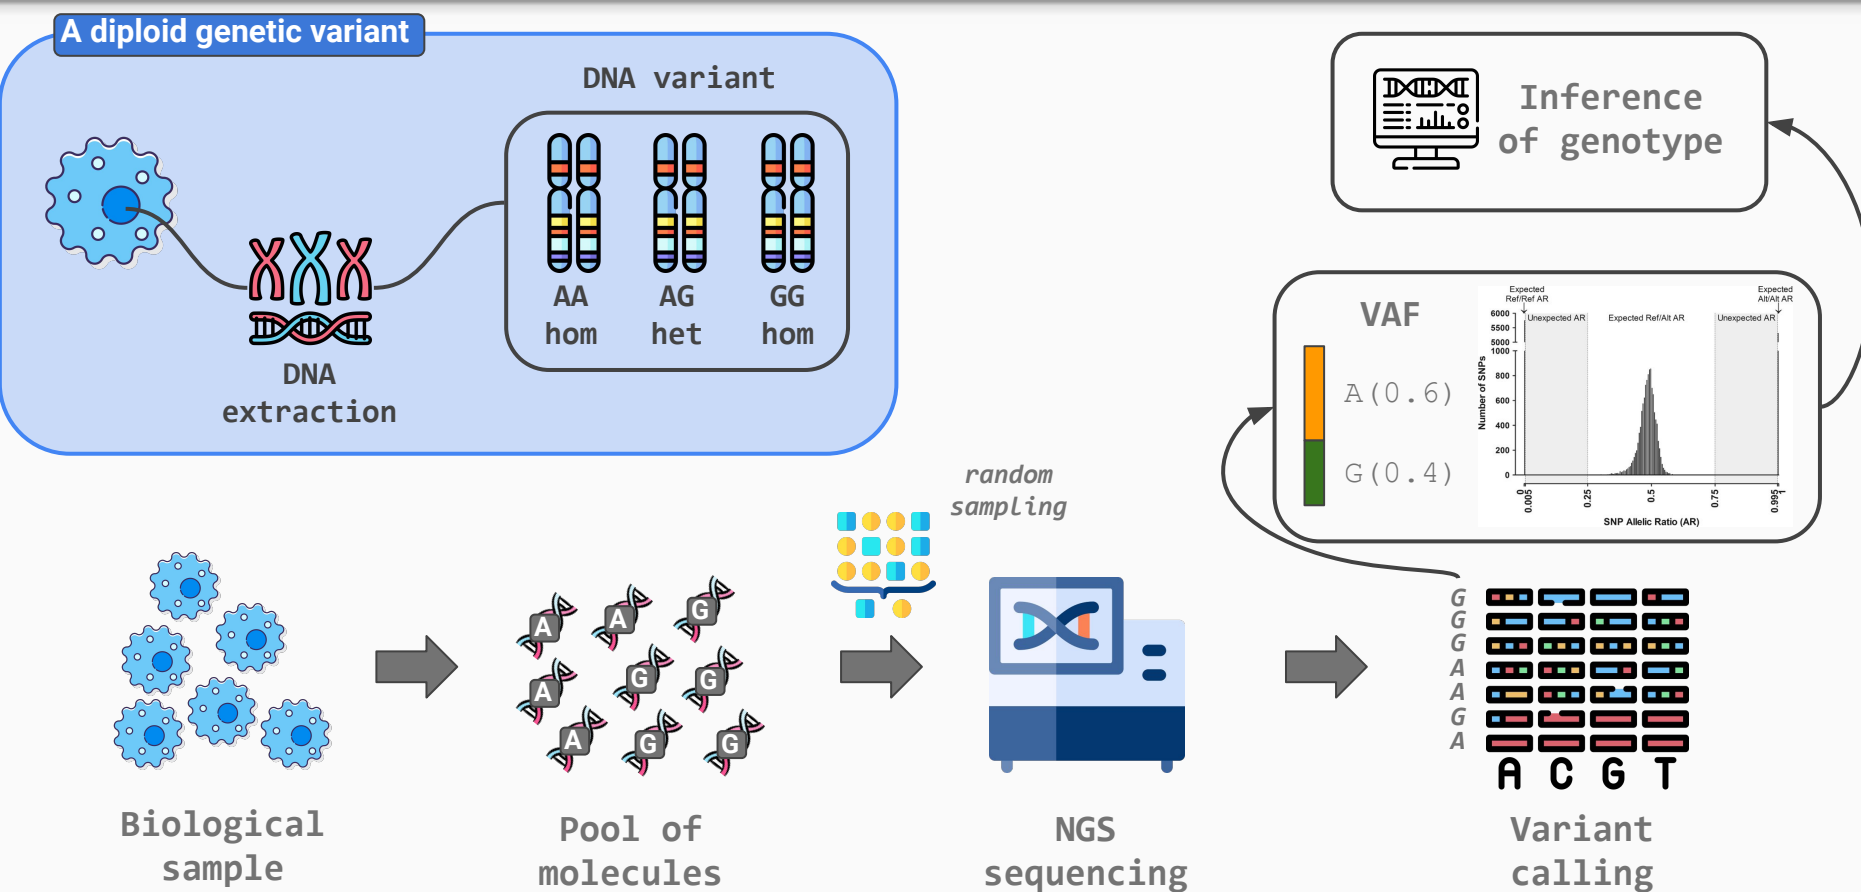 A diploid genetic variant
DNA variant
AA
hom
AG
het
GG
hom
DNA
extraction
Inference
of genotype
VAF
A(0.6)
G(0.4)
Expected
Ref/Ref AR
Expected
Alt/Alt AR
Unexpected AR
Expected Ref/Alt AR
Unexpected AR
6000
5500
5000
1000
800
600
400
200
0
Number of SNPs
0
0.005
0.25
0.5
0.75
0.995
1
SNP Allelic Ratio (AR)
random
sampling
A
A
G
A
G
G
A
G
G
G
G
G
A
A
G
A
A C G T
Biological
sample
Pool of
molecules
NGS
sequencing
Variant
calling